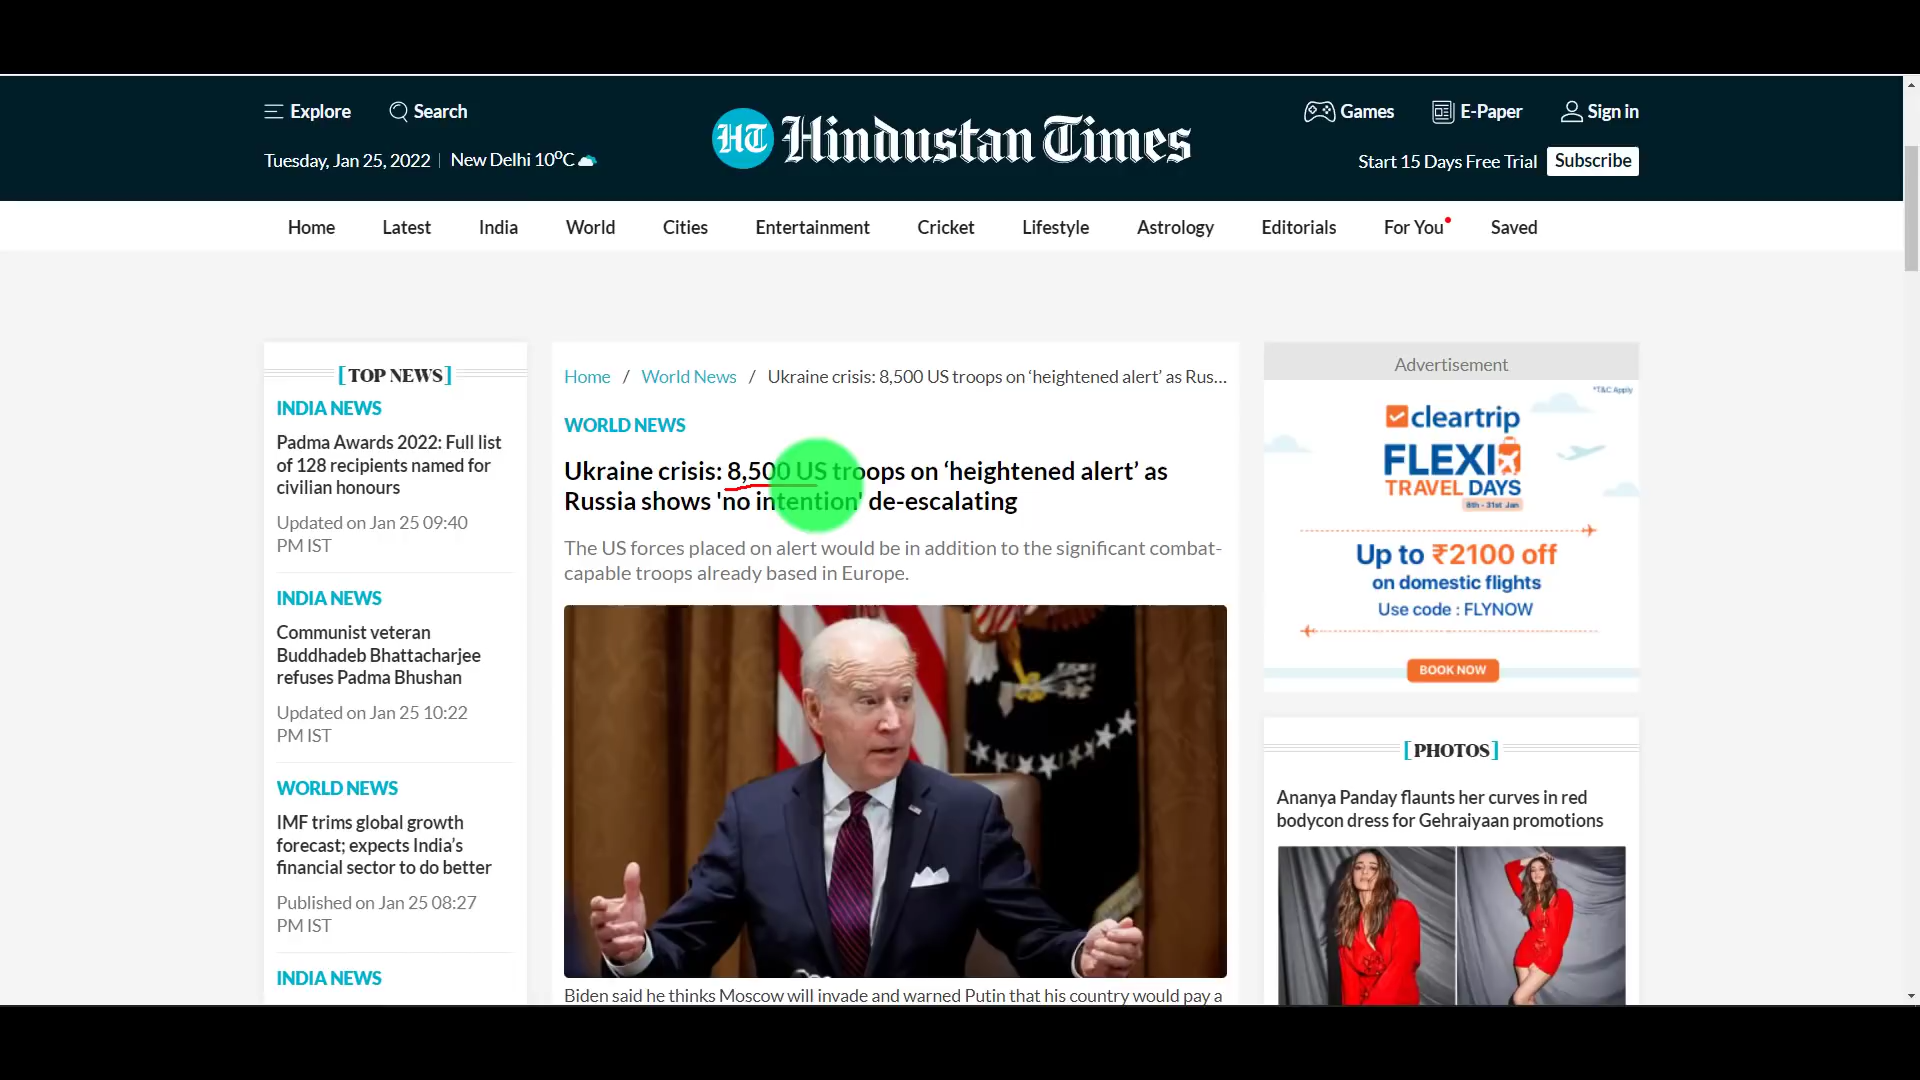 Explore
Search
HT Hindustan Times
Games
E-Paper
Sign in
Tuesday, Jan 25, 2022
New Delhi 10⁰C
Start 15 Days Free Trial
Subscribe
Home
Latest
India
World
Cities
Entertainment
Cricket
Lifestyle
Astrology
Editorials
For You
Saved
[TOP NEWS]
INDIA NEWS
Padma Awards 2022: Full list
of 128 recipients named for
civilian honours
Updated on Jan 25 09:40
PM IST
INDIA NEWS
Communist veteran
Buddhadeb Bhattacharjee
refuses Padma Bhushan
Updated on Jan 25 10:22
PM IST
WORLD NEWS
IMF trims global growth
forecast; expects India’s
financial sector to do better
Published on Jan 25 08:27
PM IST
INDIA NEWS
Home / World News / Ukraine crisis: 8,500 US troops on ‘heightened alert’ as Rus...
WORLD NEWS
Ukraine crisis: 8,500 US troops on ‘heightened alert’ as
Russia shows 'no intention' de-escalating
The US forces placed on alert would be in addition to the significant combat-
capable troops already based in Europe.
Biden said he thinks Moscow will invade and warned Putin that his country would pay a
Advertisement
*T&C Apply
cleartrip
FLEXI
TRAVEL DAYS
8th - 31st Jan
Up to ₹2100 off
on domestic flights
Use code : FLYNOW
BOOK NOW
[PHOTOS]
Ananya Panday flaunts her curves in red
bodycon dress for Gehraiyaan promotions